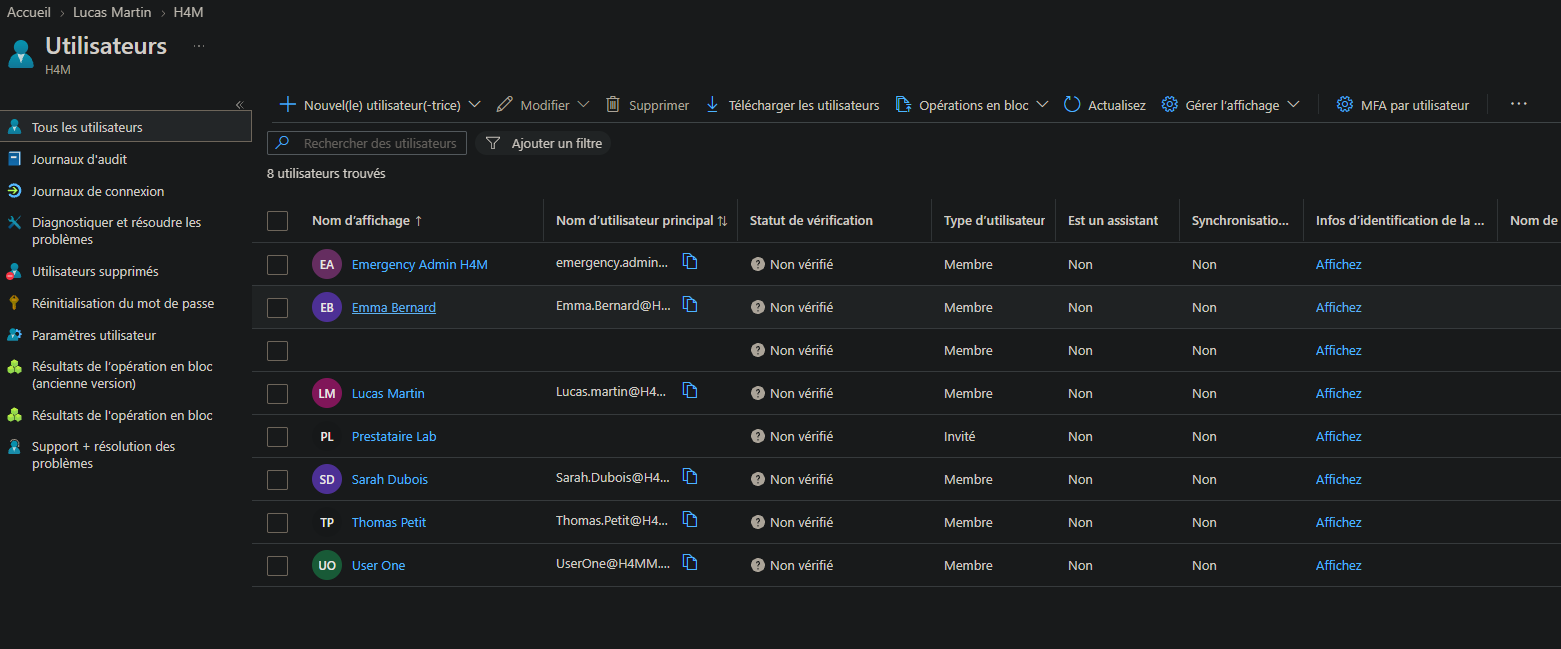 Accueil > Lucas Martin > H4M
Utilisateurs ...
H4M
«
Tous les utilisateurs
Journaux d'audit
Journaux de connexion
Diagnostiquer et résoudre les
problèmes
Utilisateurs supprimés
Réinitialisation du mot de passe
Paramètres utilisateur
Résultats de l'opération en bloc
(ancienne version)
Résultats de l'opération en bloc
Support + résolution des
problèmes
Nouvel(le) utilisateur(-trice) Modifier Supprimer Télécharger les utilisateurs Opérations en bloc Actualisez Gérer l'affichage MFA par utilisateur ...
Rechercher des utilisateurs Ajouter un filtre
8 utilisateurs trouvés
Nom d'affichage ↑ Nom d'utilisateur principal ↑↓ Statut de vérification Type d'utilisateur Est un assistant Synchronisatio... Infos d'identification de la ... Nom de
EA Emergency Admin H4M emergency.admin... ? Non vérifié Membre Non Non Affichez
EB Emma Bernard Emma.Bernard@H... ? Non vérifié Membre Non Non Affichez
? Non vérifié Membre Non Non Affichez
LM Lucas Martin Lucas.martin@H4... ? Non vérifié Membre Non Non Affichez
PL Prestataire Lab ? Non vérifié Invité Non Non Affichez
SD Sarah Dubois Sarah.Dubois@H4... ? Non vérifié Membre Non Non Affichez
TP Thomas Petit Thomas.Petit@H4... ? Non vérifié Membre Non Non Affichez
UO User One UserOne@H4MM.... ? Non vérifié Membre Non Non Affichez